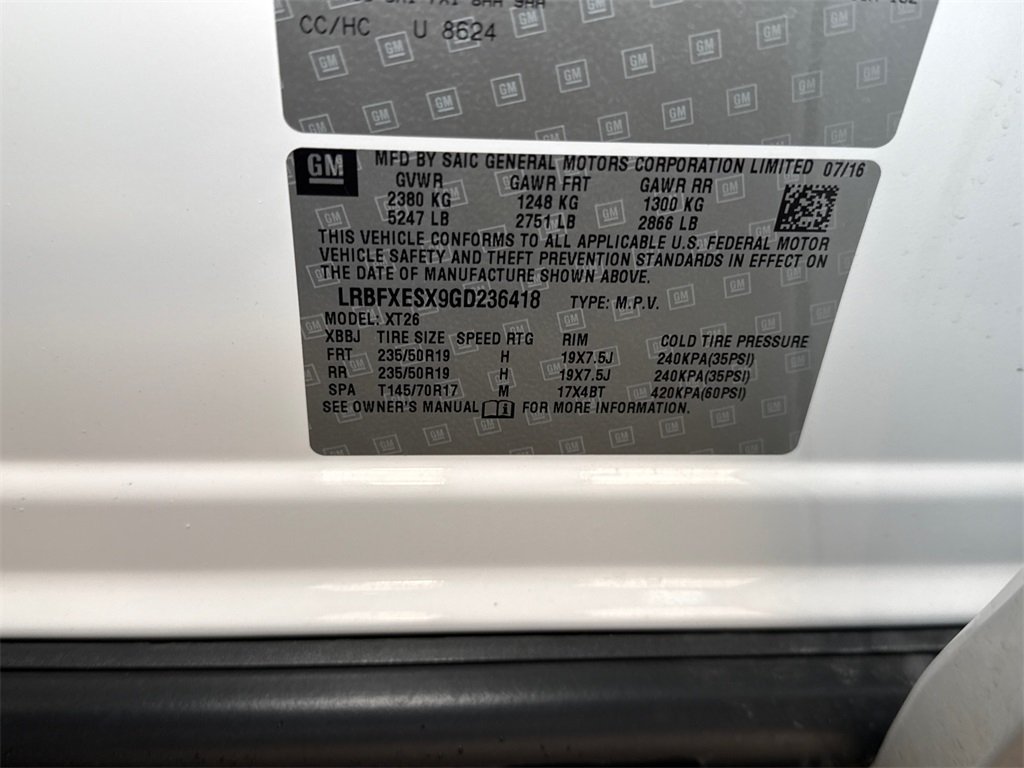 CC/HC U 8624
GM
MFD BY SAIC GENERAL MOTORS CORPORATION LIMITED 07/16
GVWR GAWR FRT GAWR RR
2380 KG 1248 KG 1300 KG
5247 LB 2751 LB 2866 LB
THIS VEHICLE CONFORMS TO ALL APPLICABLE U.S. FEDERAL MOTOR
VEHICLE SAFETY AND THEFT PREVENTION STANDARDS IN EFFECT ON
THE DATE OF MANUFACTURE SHOWN ABOVE.
LRBFXESX9GD236418 TYPE: M.P.V.
MODEL: XT26
XBBJ TIRE SIZE SPEED RTG RIM COLD TIRE PRESSURE
FRT 235/50R19 H 19X7.5J 240KPA(35PSI)
RR 235/50R19 H 19X7.5J 240KPA(35PSI)
SPA T145/70R17 M 17X4BT 420KPA(60PSI)
SEE OWNER'S MANUAL FOR MORE INFORMATION.